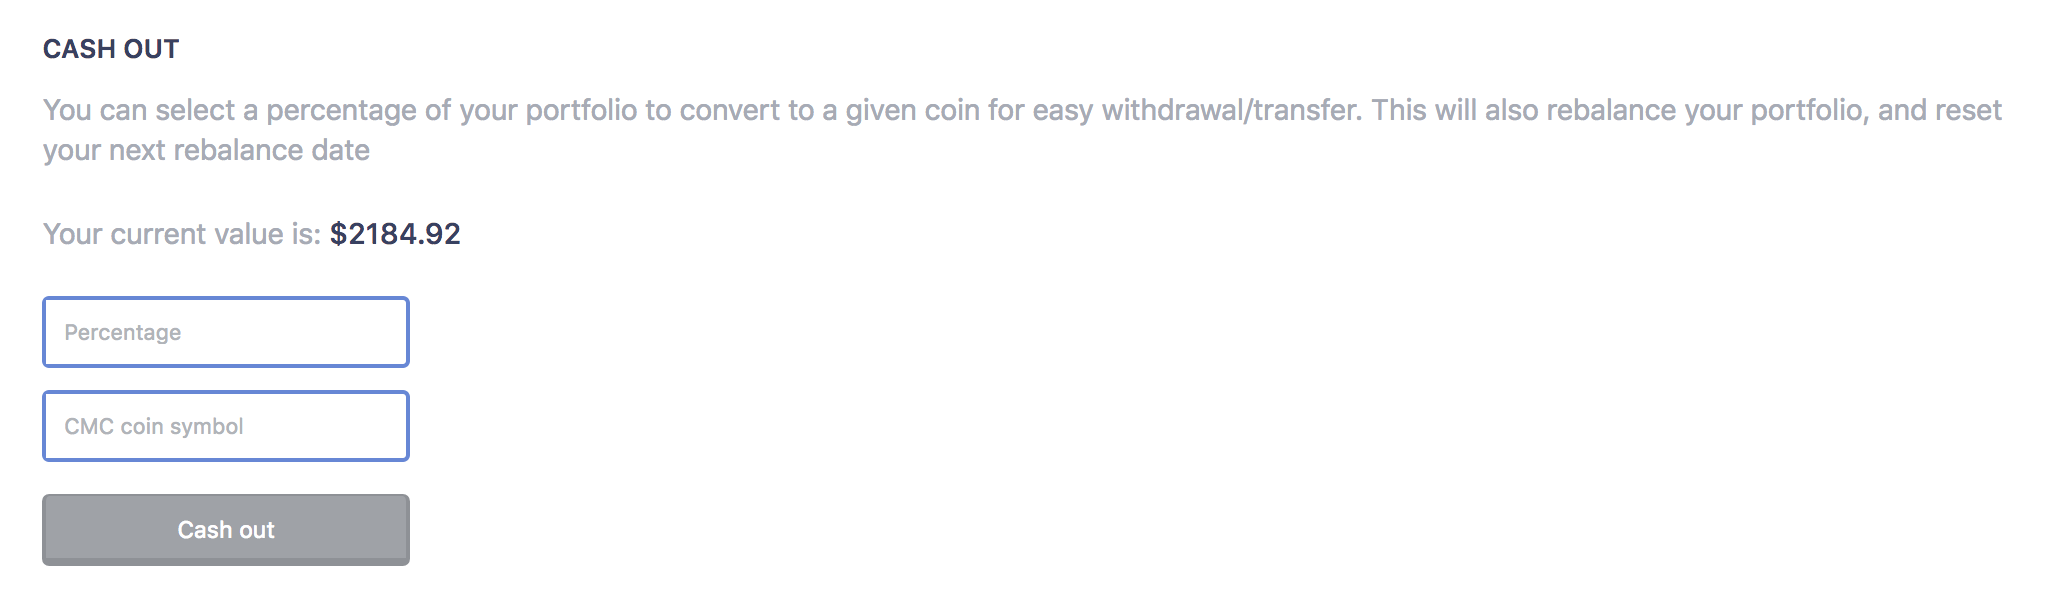 CASH OUT
You can select a percentage of your portfolio to convert to a given coin for easy withdrawal/transfer. This will also rebalance your portfolio, and reset
your next rebalance date
Your current value is: $2184.92
Percentage
CMC coin symbol
Cash out